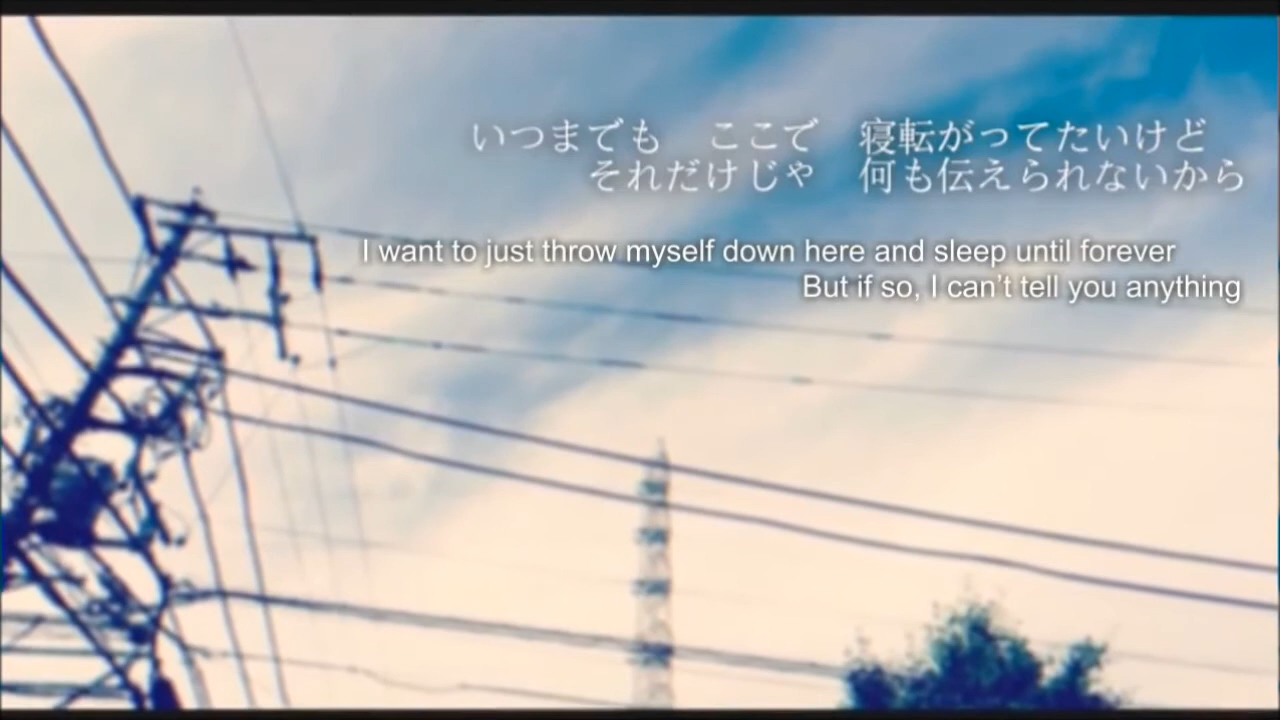 いつまでも　ここで　寝転がってたいけど
それだけじゃ　何も伝えられないから
I want to just throw myself down here and sleep until forever
But if so, I can't tell you anything